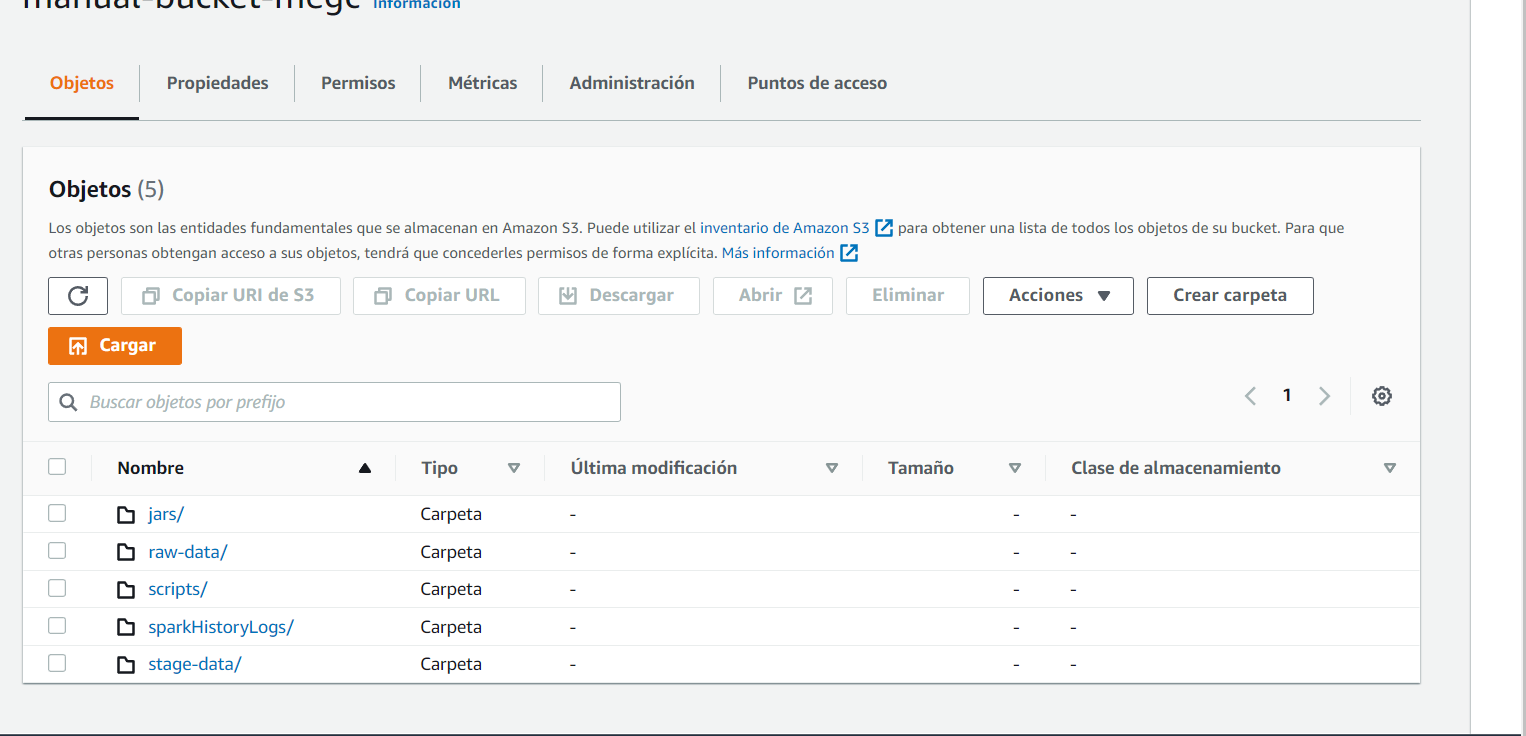 manual-bucket-megc Información
Objetos Propiedades Permisos Métricas Administración Puntos de acceso
Objetos (5)
Los objetos son las entidades fundamentales que se almacenan en Amazon S3. Puede utilizar el inventario de Amazon S3 para obtener una lista de todos los objetos de su bucket. Para que
otras personas obtengan acceso a sus objetos, tendrá que concederles permisos de forma explícita. Más información
Copiar URI de S3 Copiar URL Descargar Abrir Eliminar Acciones Crear carpeta
Cargar
Buscar objetos por prefijo
1
Nombre Tipo Última modificación Tamaño Clase de almacenamiento
jars/ Carpeta - - -
raw-data/ Carpeta - - -
scripts/ Carpeta - - -
sparkHistoryLogs/ Carpeta - - -
stage-data/ Carpeta - - -